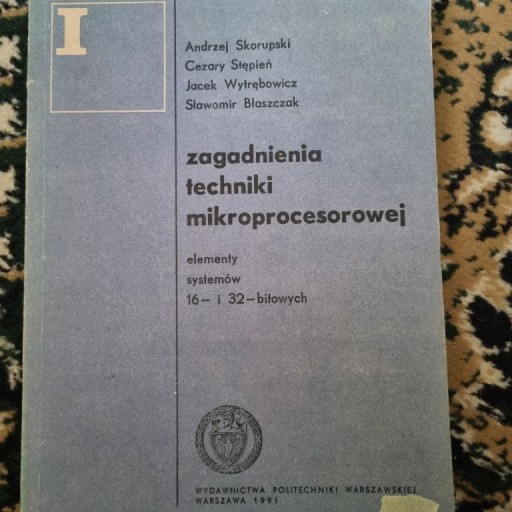 I
Andrzej Skorupski
Cezary Stępień
Jacek Wytrębowicz
Sławomir Błaszczak
zagadnienia
techniki
mikroprocesorowej
elementy
systemów
16— i 32—bitowych
WYDAWNICTWA POLITECHNIKI WARSZAWSKIEJ
WARSZAWA 1991